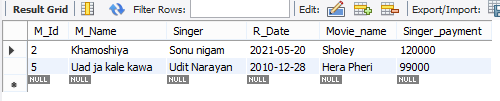 Result Grid Filter Rows: Edit: Export/Import:
M_Id M_Name Singer R_Date Movie_name Singer_payment
2 Khamoshiya Sonu nigam 2021-05-20 Sholey 120000
5 Uad ja kale kawa Udit Narayan 2010-12-28 Hera Pheri 99000
NULL NULL NULL NULL NULL NULL